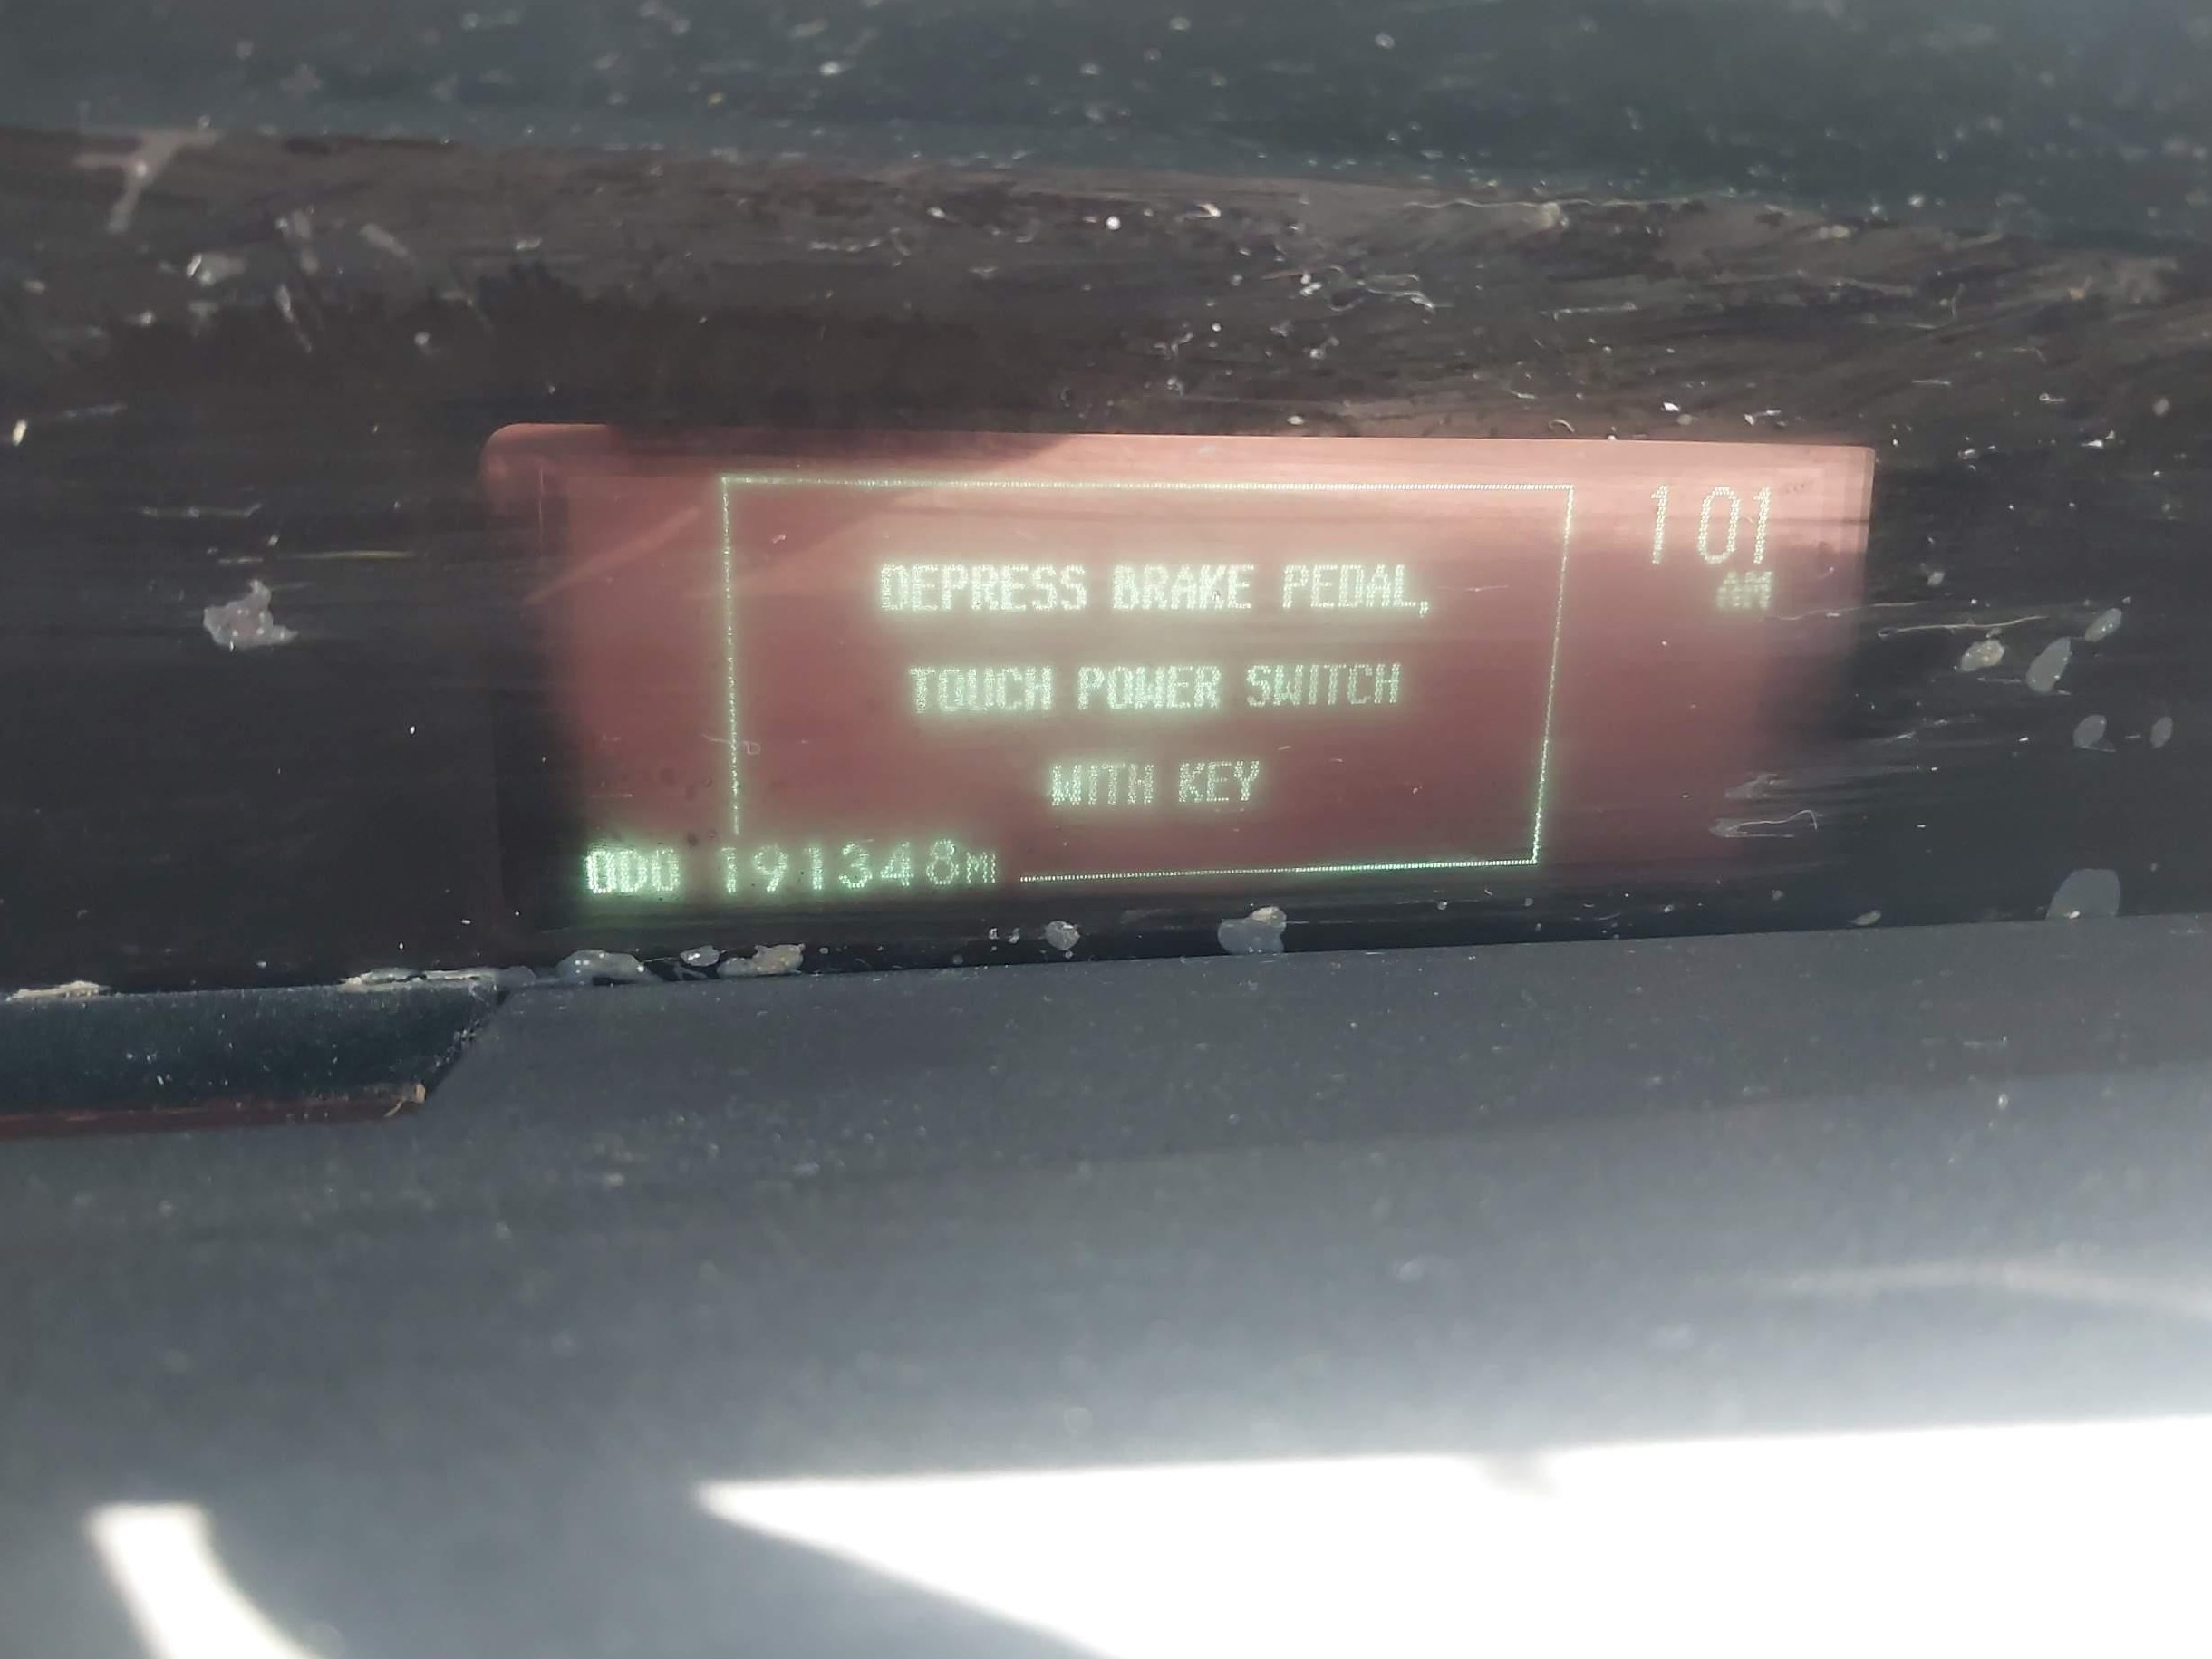 101
AM
DEPRESS BRAKE PEDAL,
TOUCH POWER SWITCH
WITH KEY
ODO 191348MI